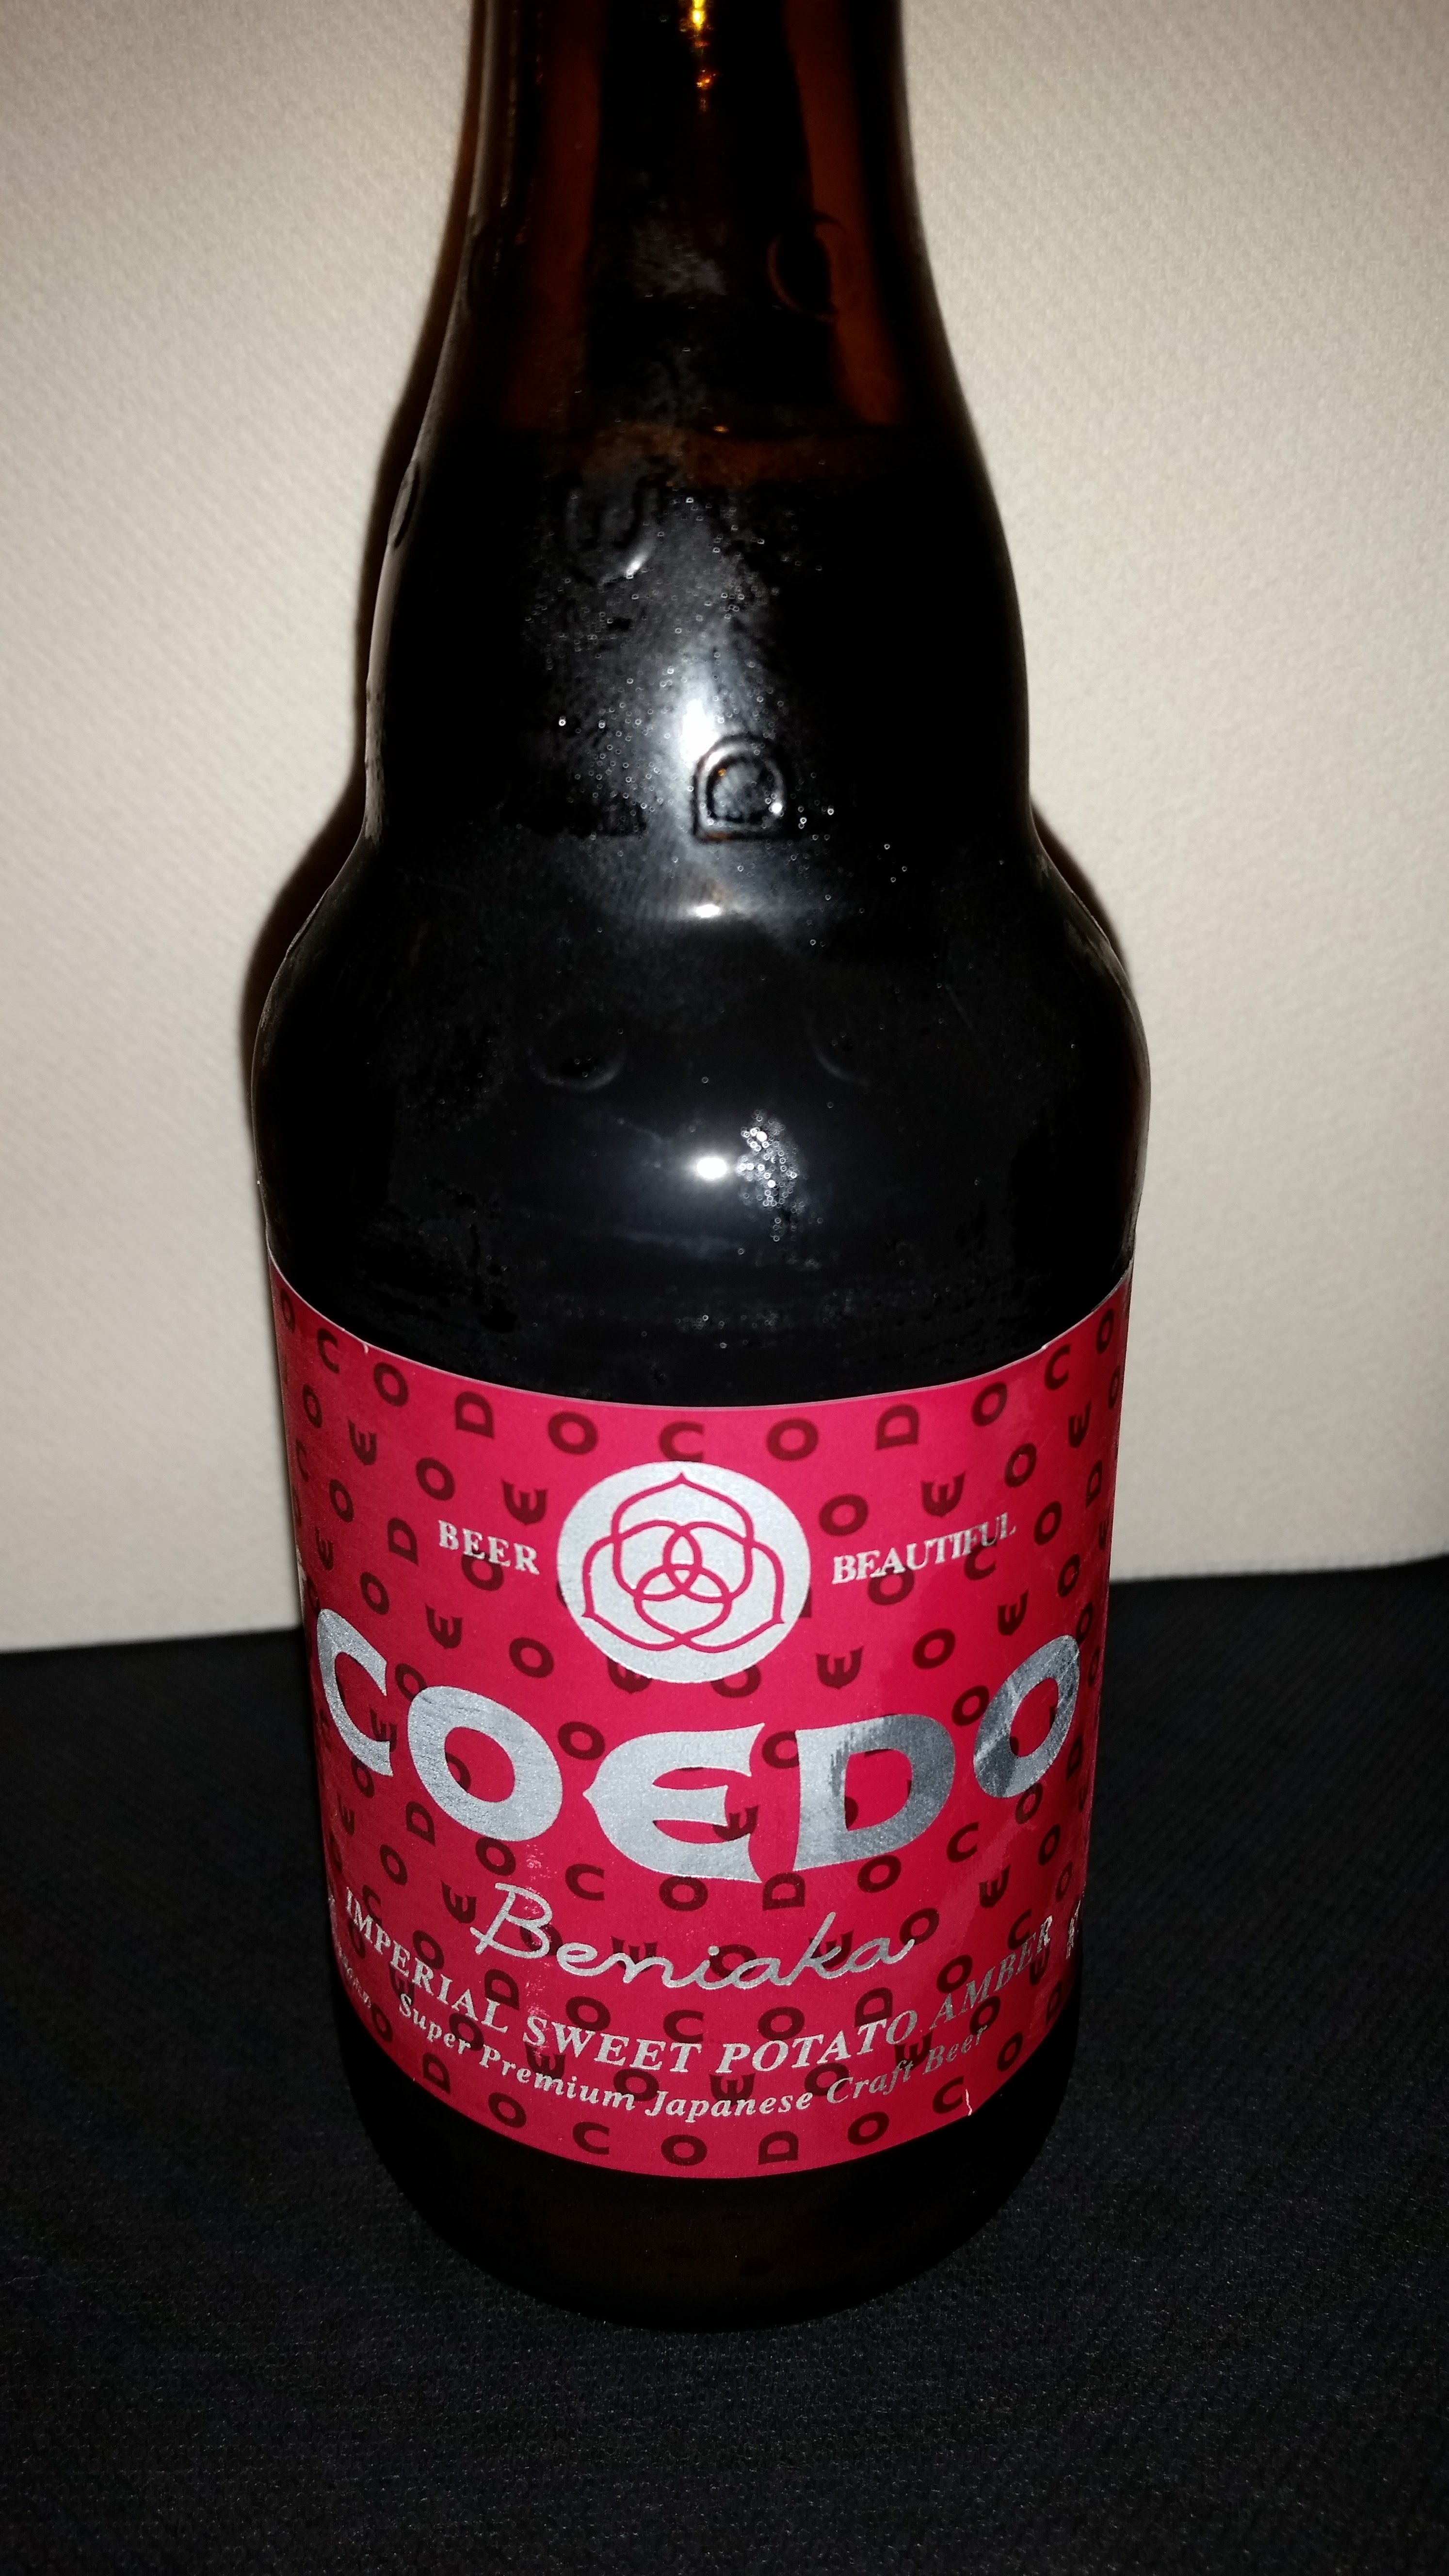 BEER BEAUTIFUL
COEDO
Beniaka
IMPERIAL SWEET POTATO AMBER
Super Premium Japanese Craft Beer